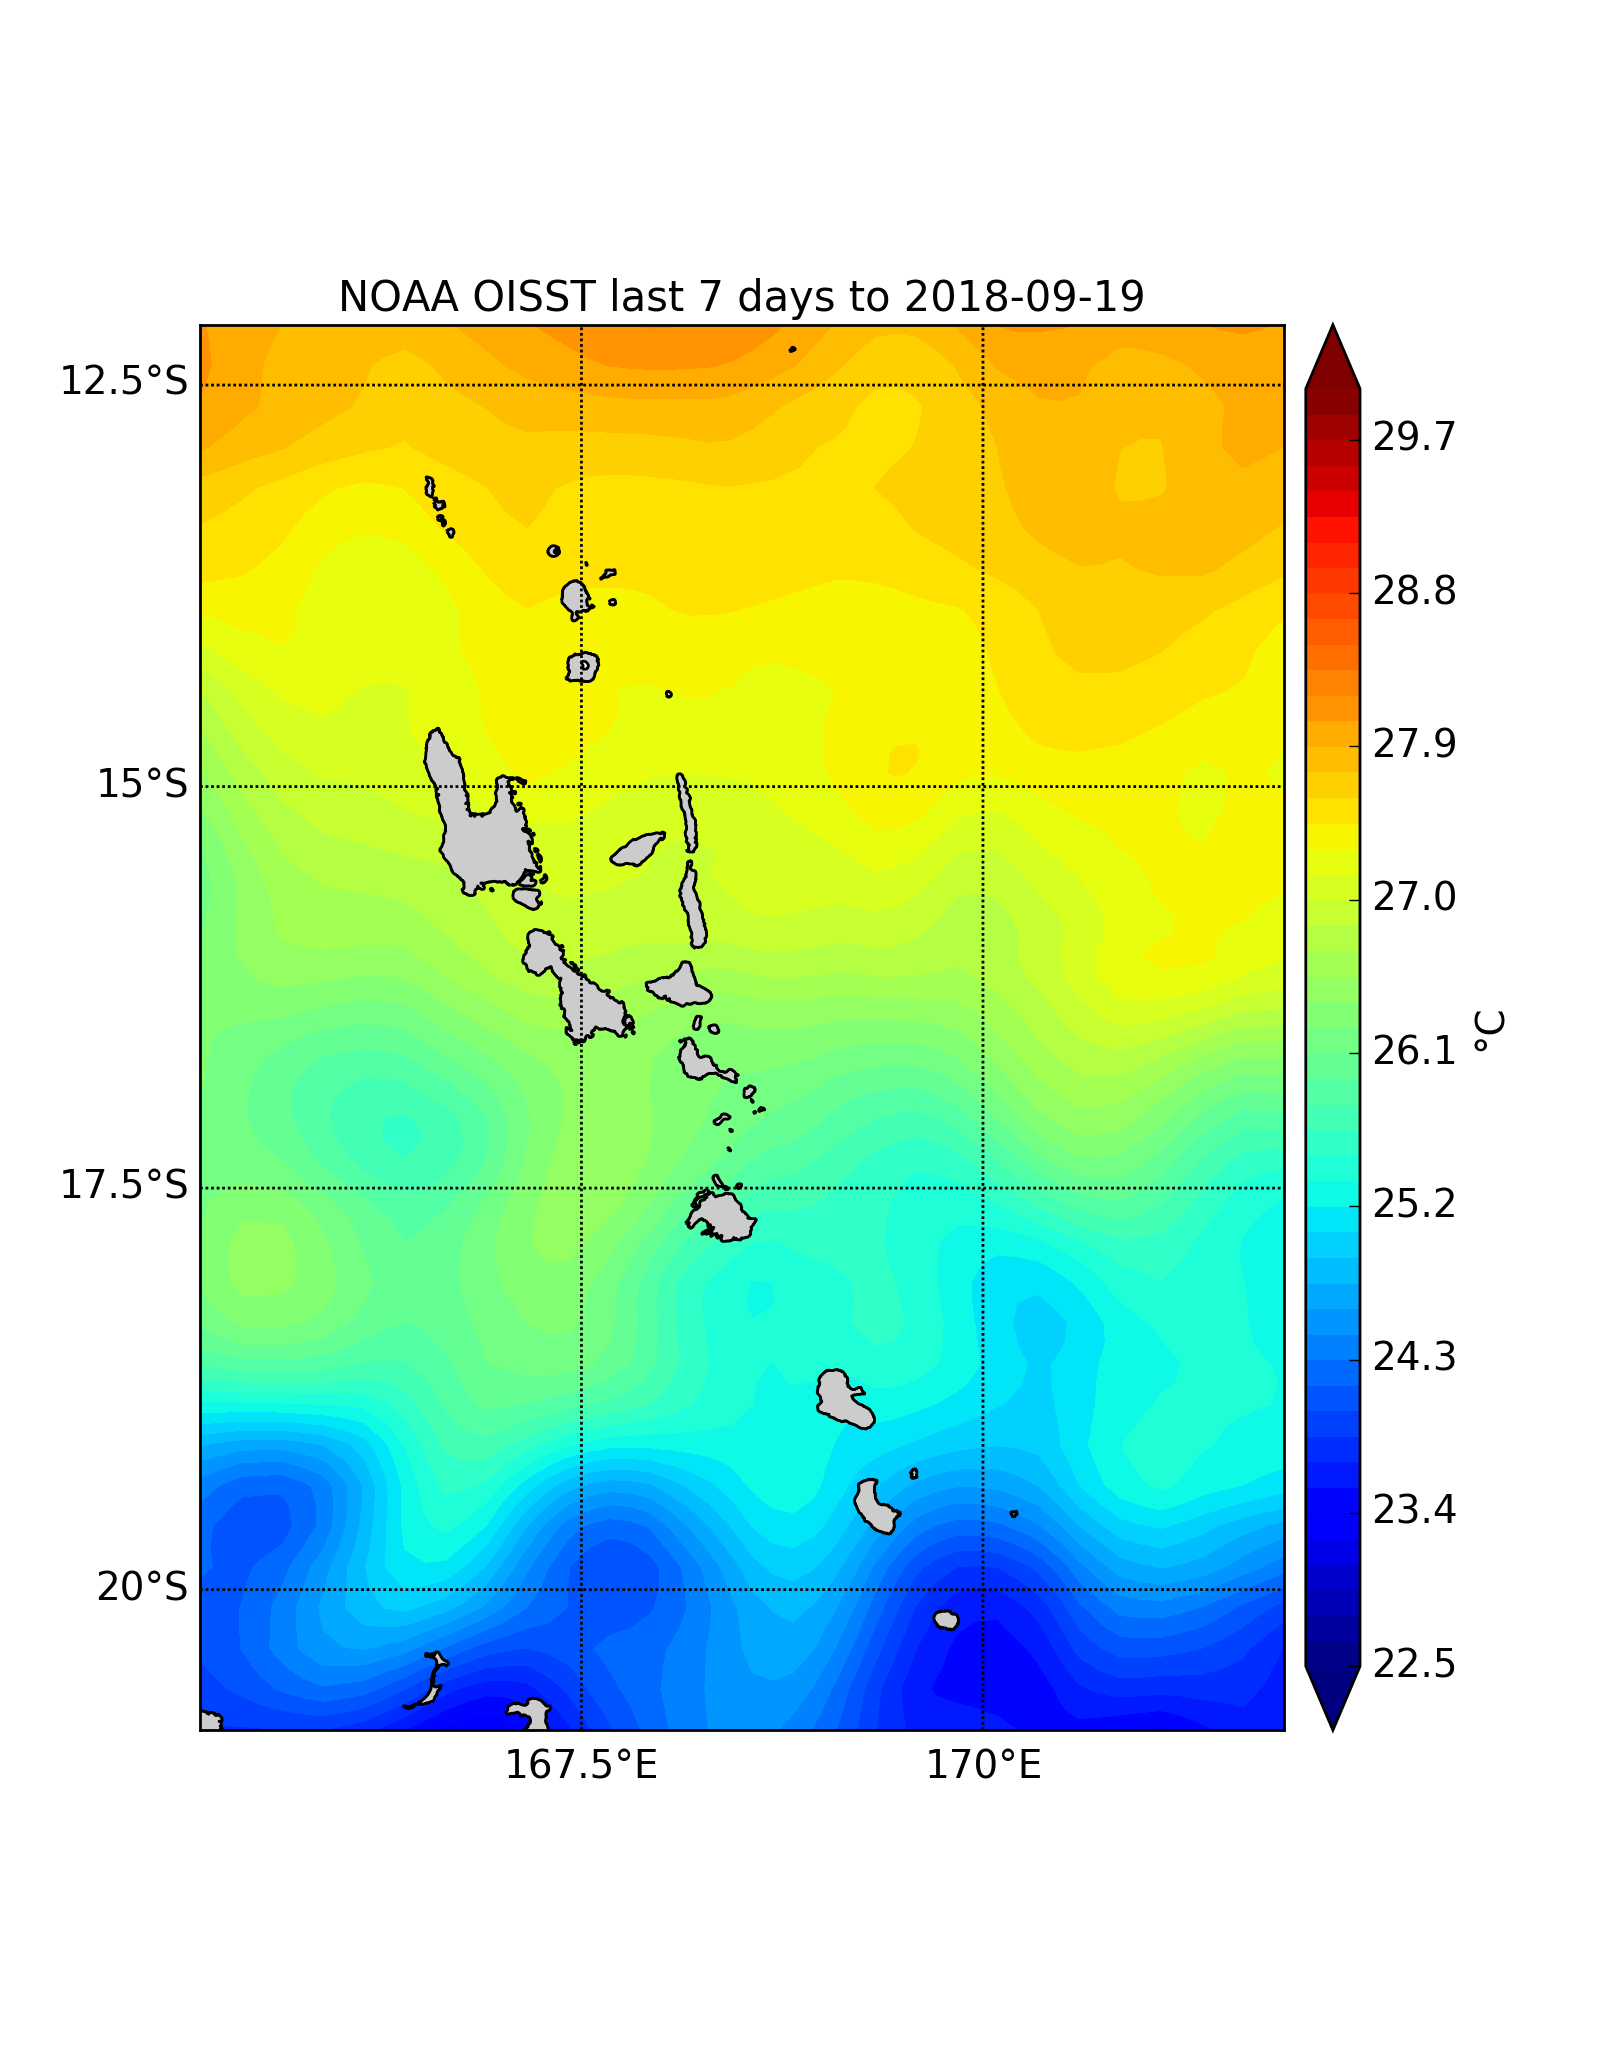 NOAA OISST last 7 days to 2018-09-19
12.5°S
15°S
17.5°S
20°S
167.5°E
170°E
29.7
28.8
27.9
27.0
26.1
25.2
24.3
23.4
22.5
°C